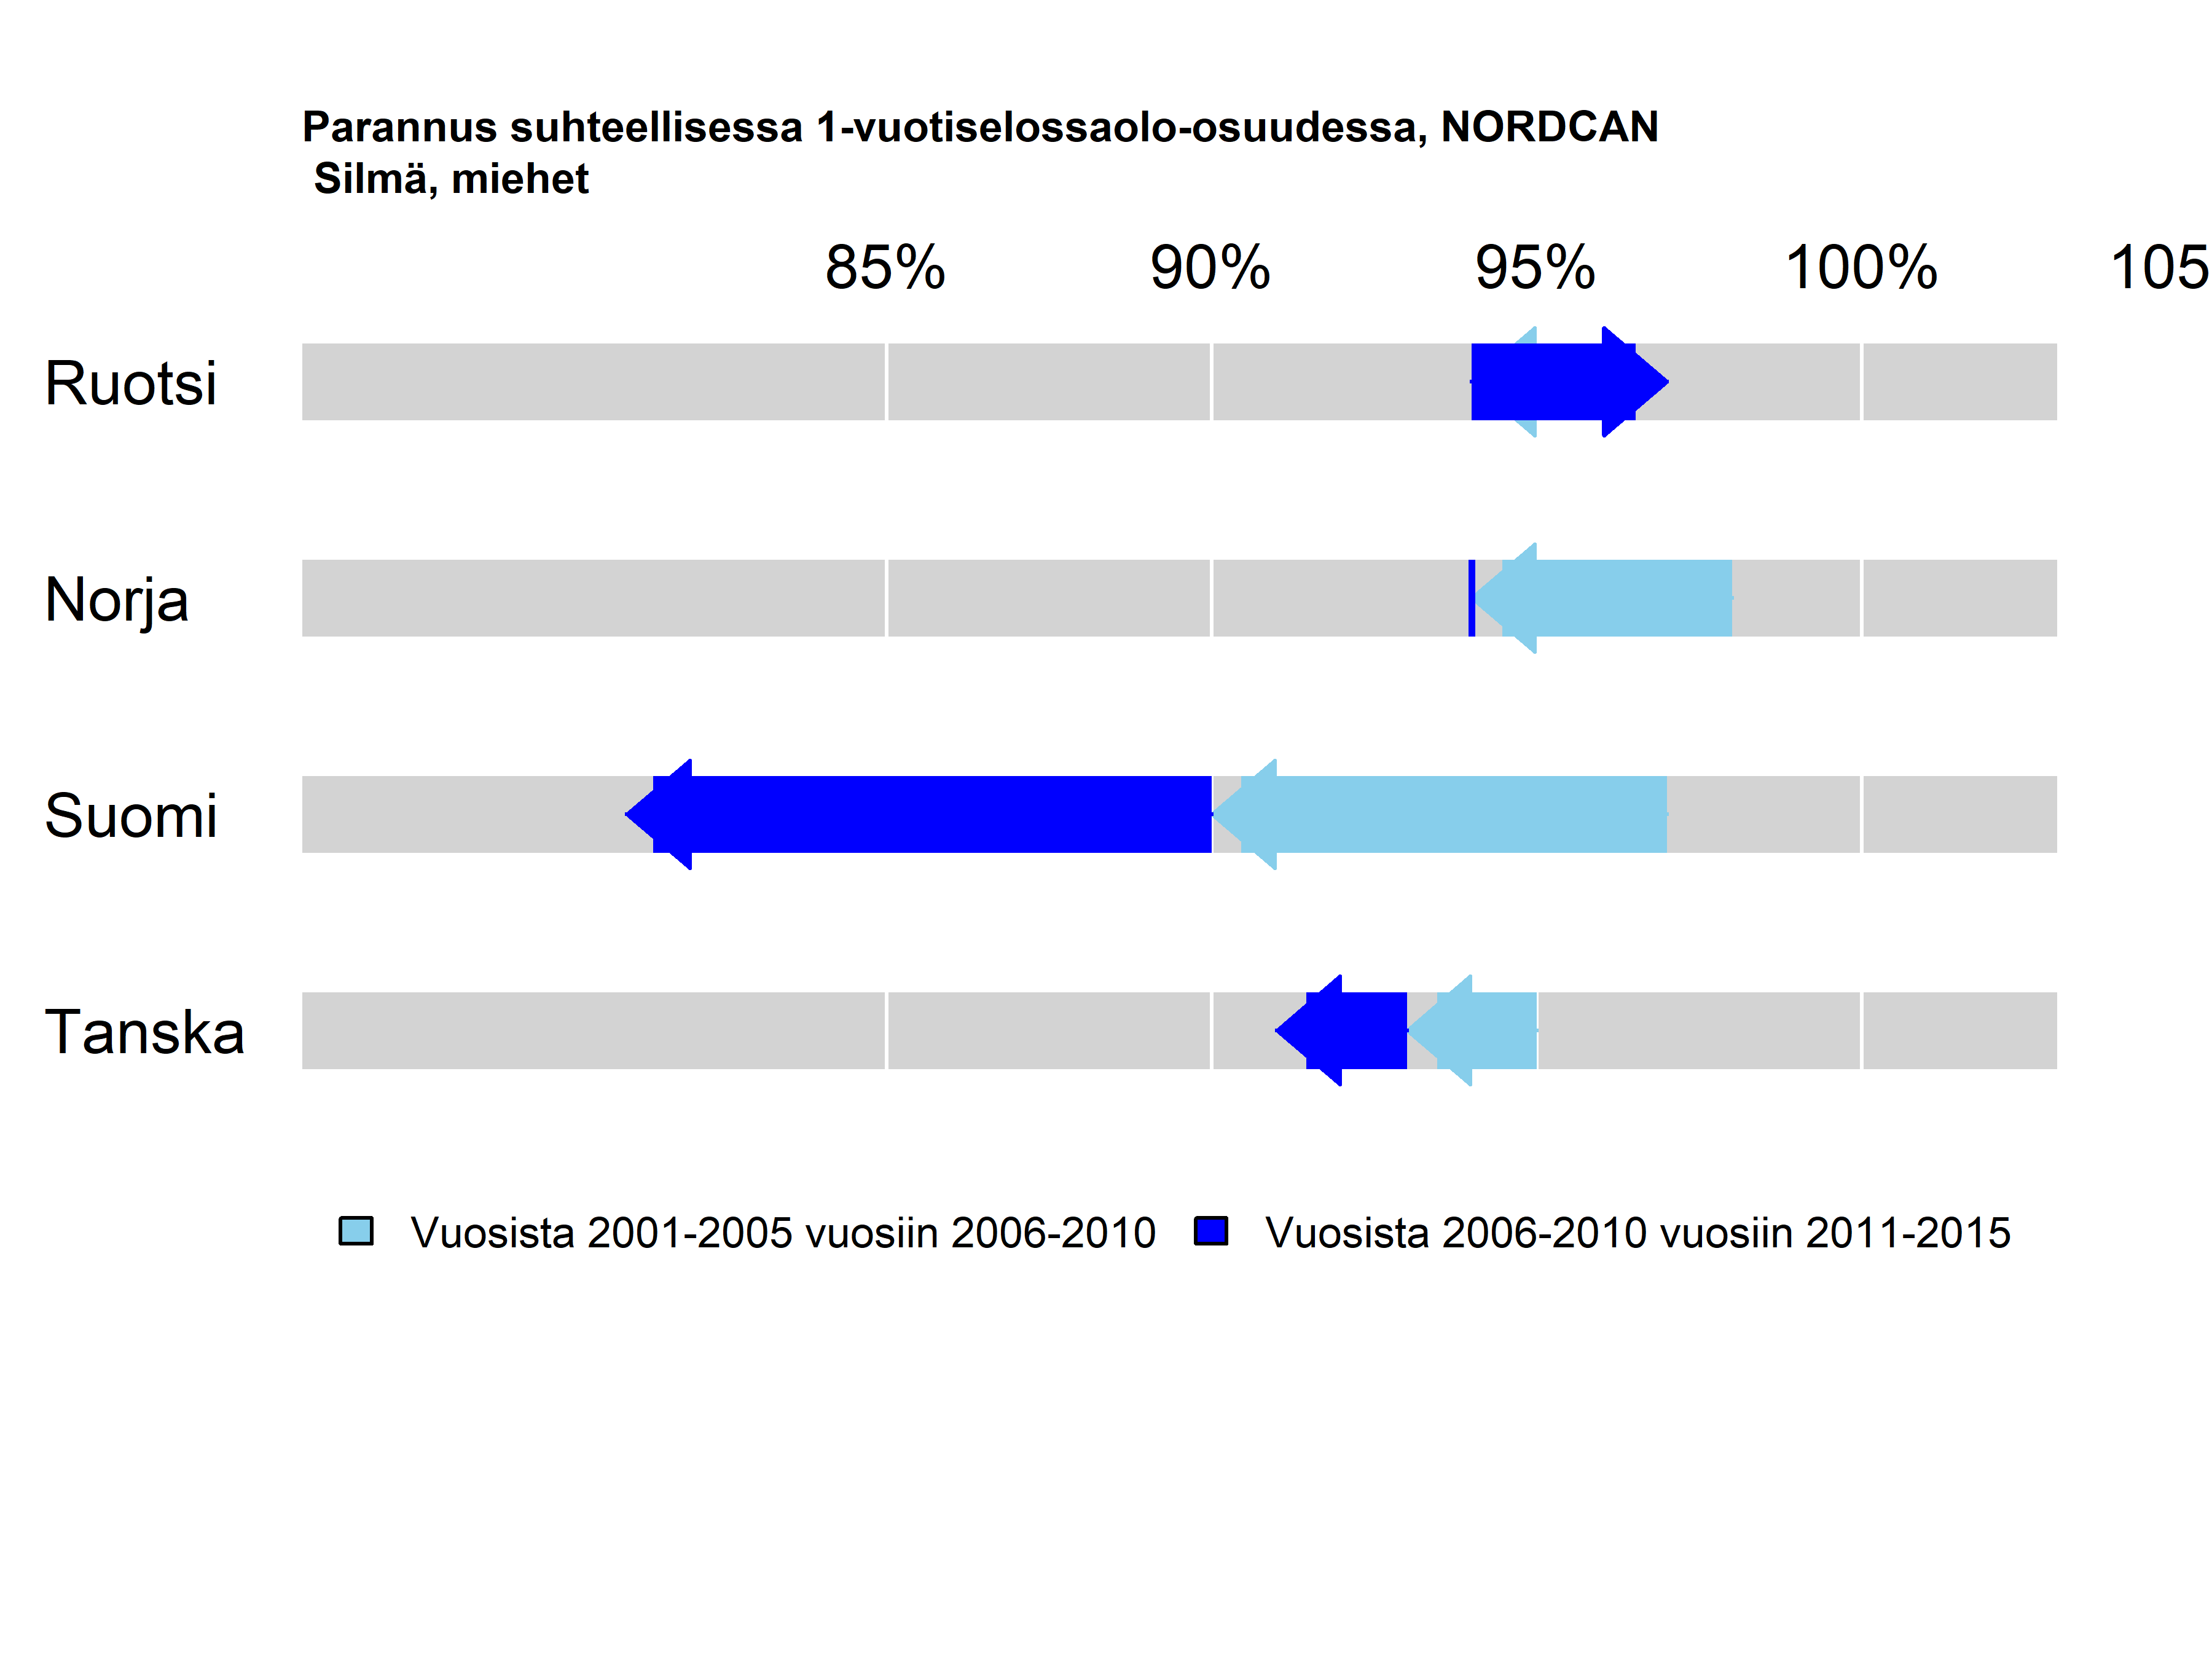 Parannus suhteellisessa 1-vuotiselossaolo-osuudessa, NORDCAN
Silmä, miehet
85% 90% 95% 100% 105
Ruotsi
Norja
Suomi
Tanska
Vuosista 2001-2005 vuosiin 2006-2010 Vuosista 2006-2010 vuosiin 2011-2015